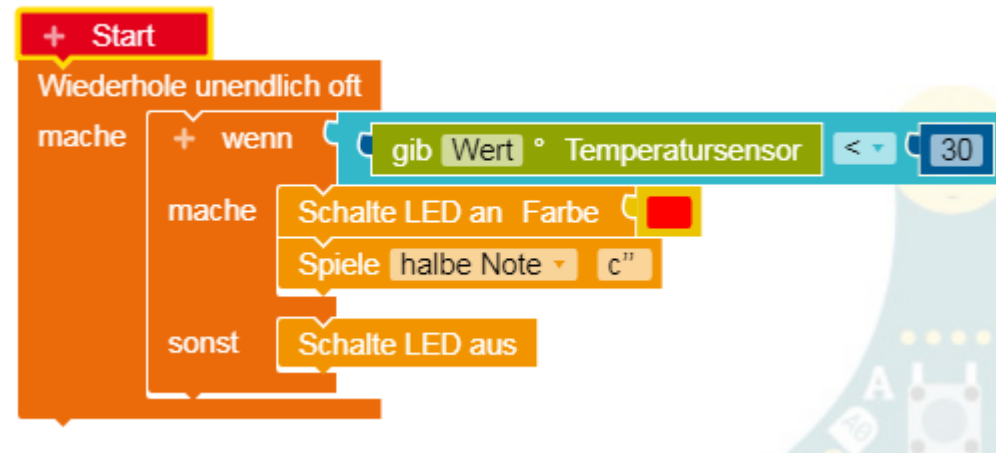 + Start
Wiederhole unendlich oft
mache + wenn gib Wert ° Temperatursensor < 30
mache Schalte LED an Farbe
Spiele halbe Note c"
sonst Schalte LED aus
A
A0